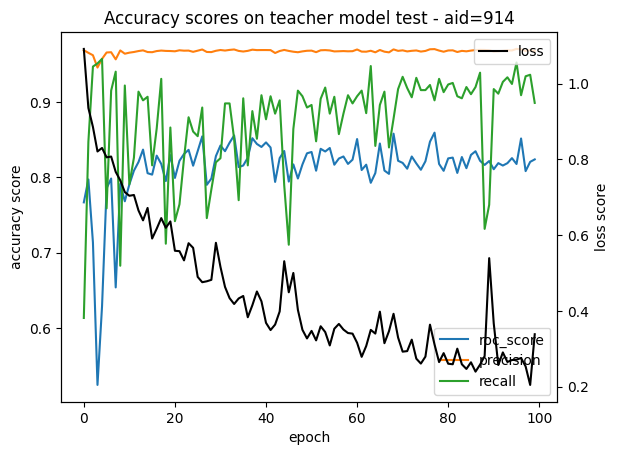 Accuracy scores on teacher model test - aid=914
loss
1.0
0.9
0.8
0.8
0.7
0.6
0.6
0.4
0.2
accuracy score
loss score
roc_score
precision
recall
0
20
40
60
80
100
epoch